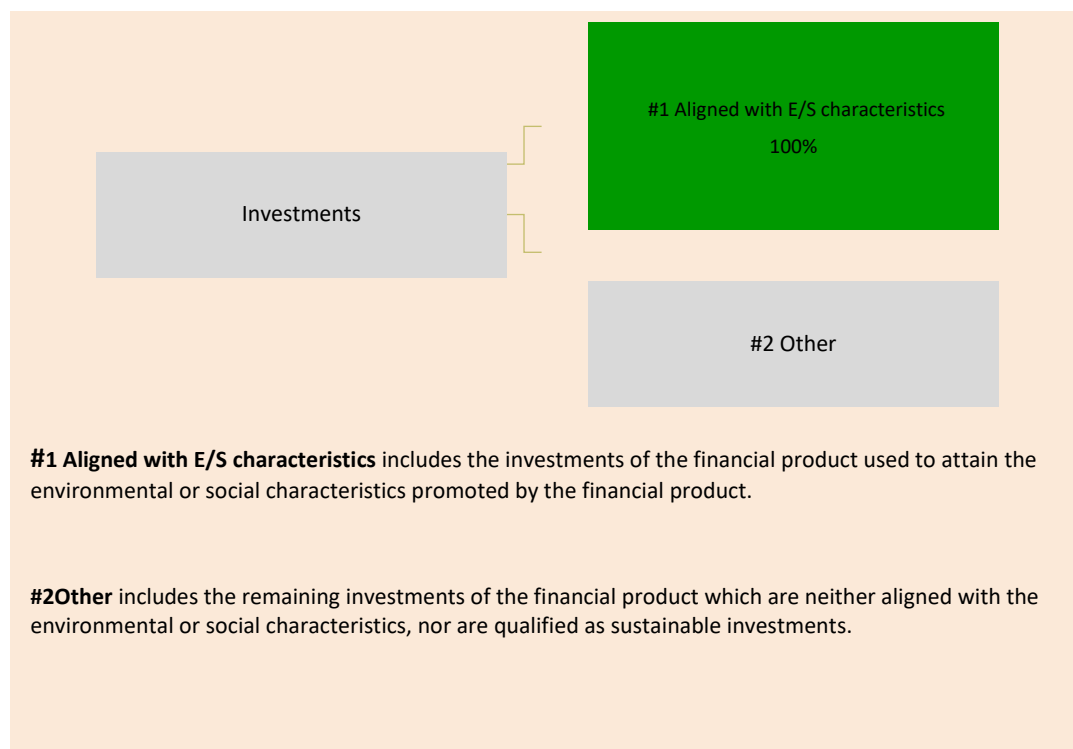 #1 Aligned with E/S characteristics
100%
Investments
#2 Other
#1 Aligned with E/S characteristics includes the investments of the financial product used to attain the
environmental or social characteristics promoted by the financial product.
#2Other includes the remaining investments of the financial product which are neither aligned with the
environmental or social characteristics, nor are qualified as sustainable investments.